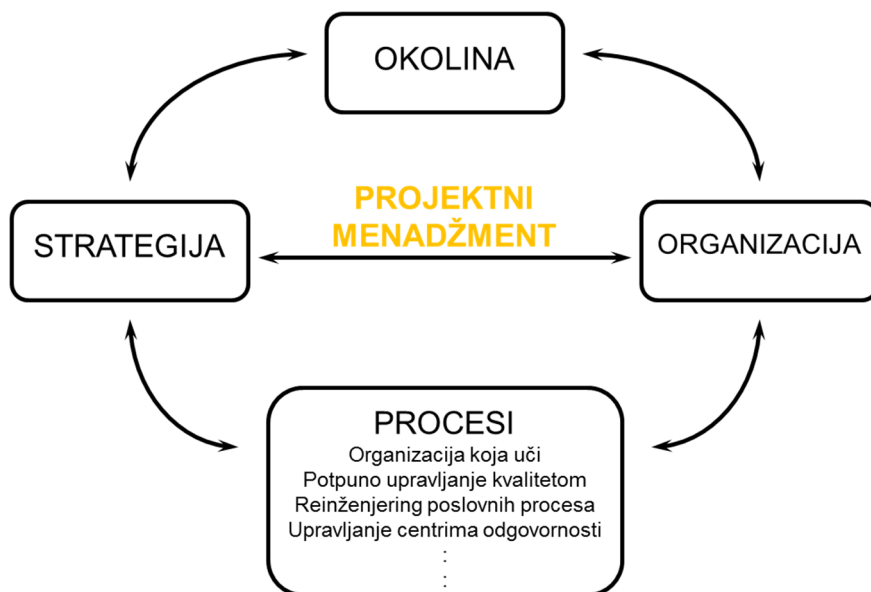 OKOLINA
PROJEKTNI
MENADŽMENT
STRATEGIJA
ORGANIZACIJA
PROCESI
Organizacija koja uči
Potpuno upravljanje kvalitetom
Reinženjering poslovnih procesa
Upravljanje centrima odgovornosti
:
: